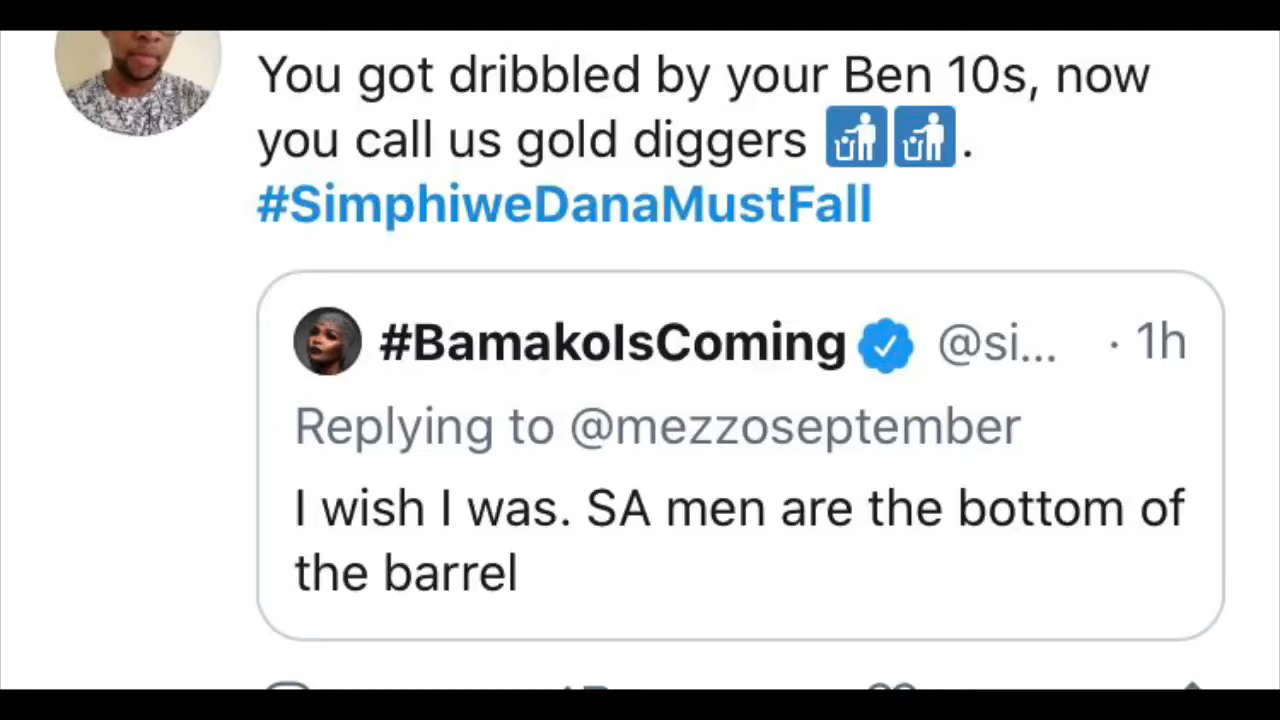 You got dribbled by your Ben 10s, now
you call us gold diggers 🚮🚮.
#SimphiweDanaMustFall
#BamakoIsComing @si... · 1h
Replying to @mezzoseptember
I wish I was. SA men are the bottom of
the barrel